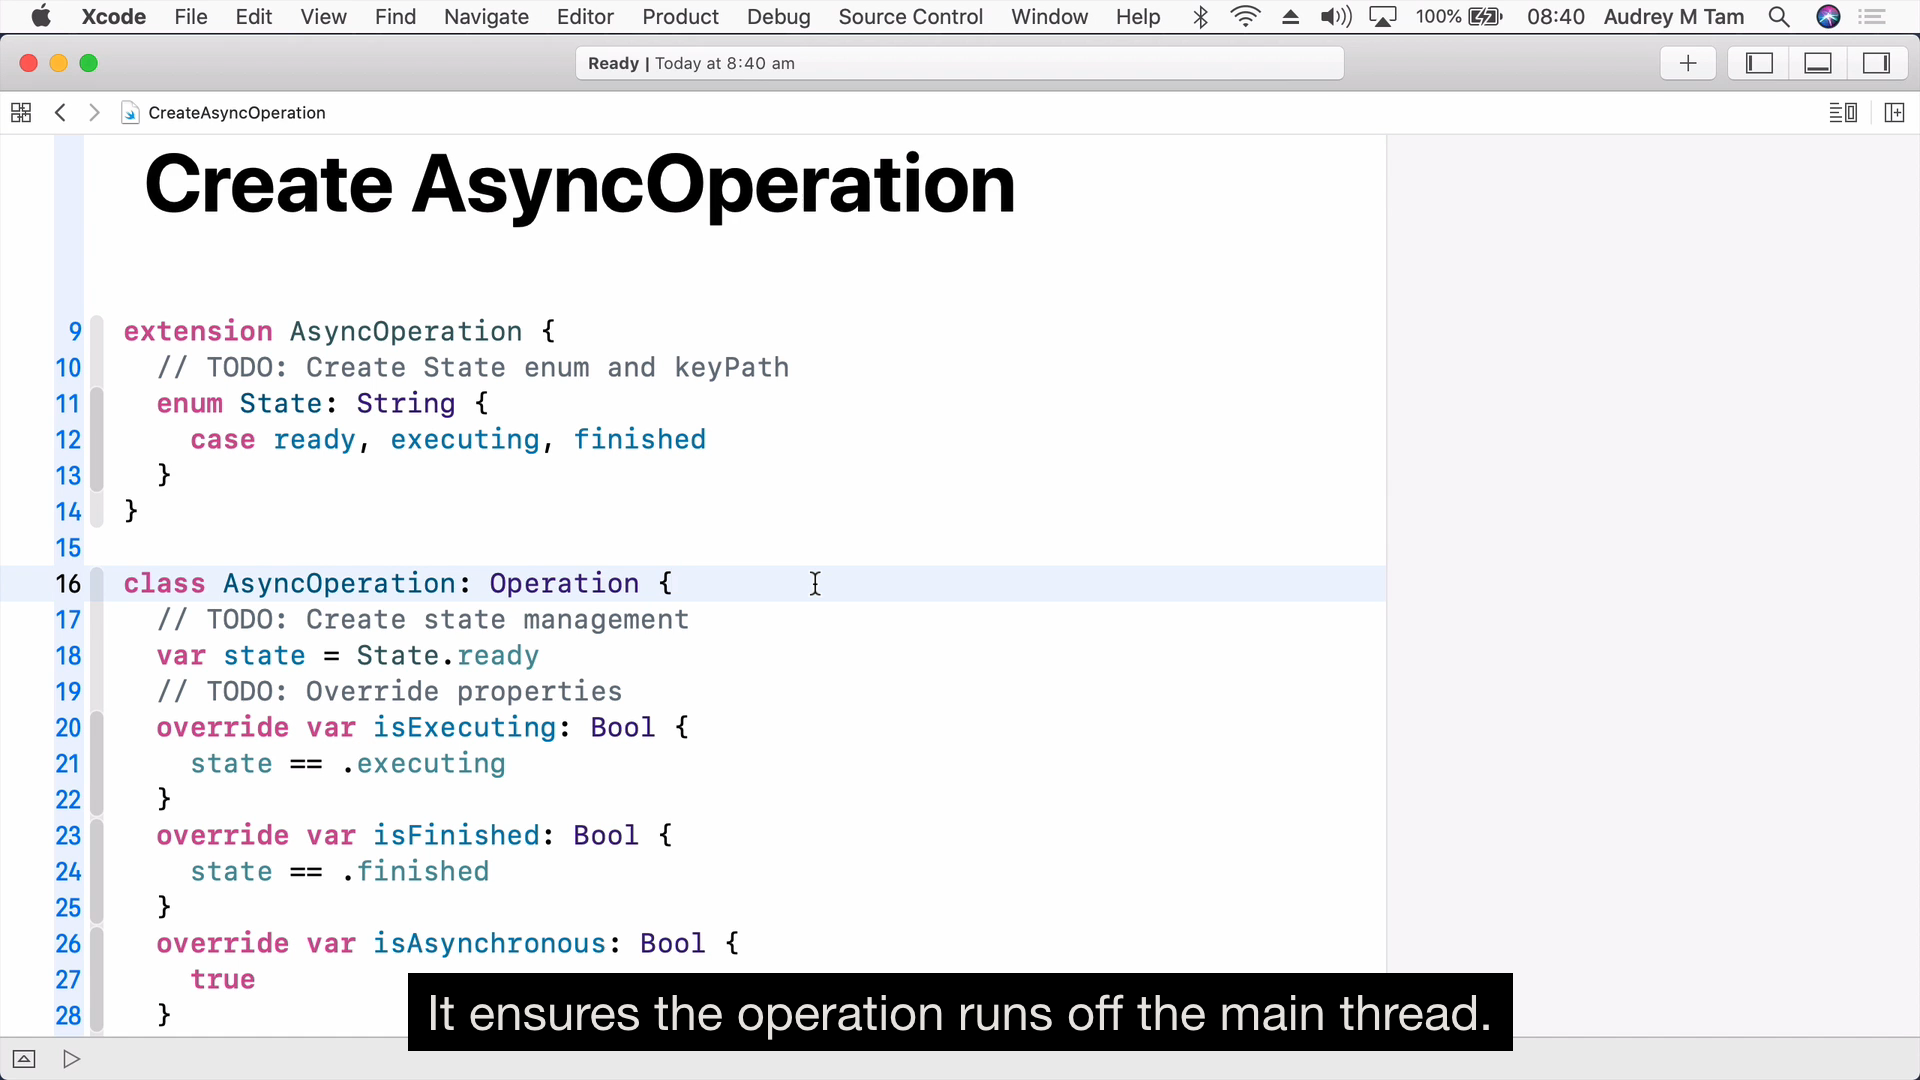 Xcode File Edit View Find Navigate Editor Product Debug Source Control Window Help 100% 08:40 Audrey M Tam
Ready | Today at 8:40 am
CreateAsyncOperation
Create AsyncOperation
9 extension AsyncOperation {
10 // TODO: Create State enum and keyPath
11 enum State: String {
12 case ready, executing, finished
13 }
14 }
15
16 class AsyncOperation: Operation {
17 // TODO: Create state management
18 var state = State.ready
19 // TODO: Override properties
20 override var isExecuting: Bool {
21 state == .executing
22 }
23 override var isFinished: Bool {
24 state == .finished
25 }
26 override var isAsynchronous: Bool {
27 true
28 }
It ensures the operation runs off the main thread.